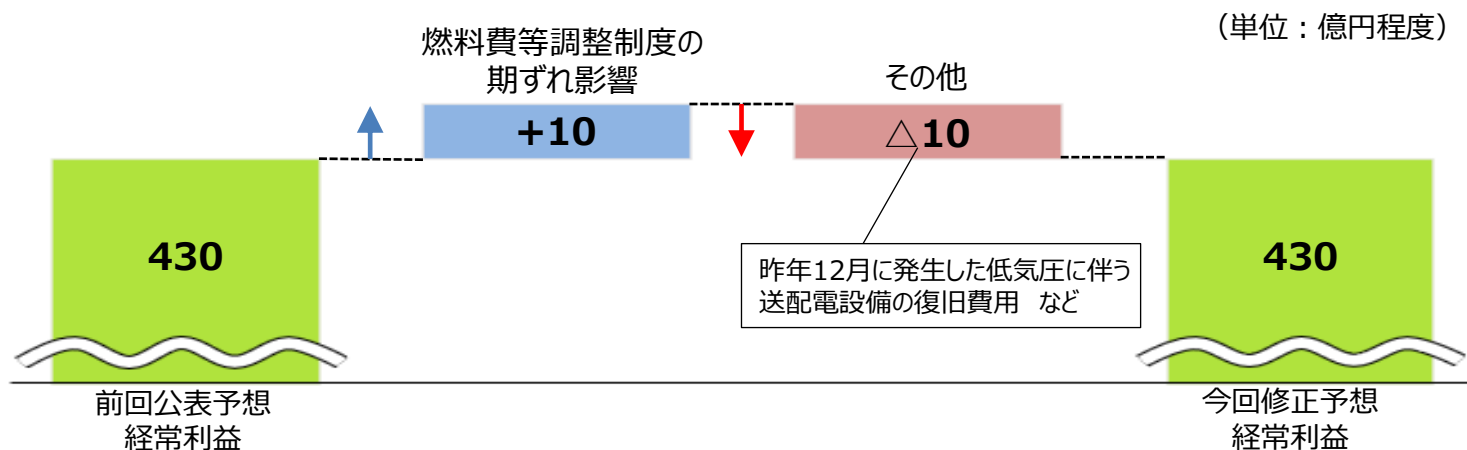 （単位：億円程度）
燃料費等調整制度の
期ずれ影響
その他
+10
△10
430
430
昨年12月に発生した低気圧に伴う
送配電設備の復旧費用　など
前回公表予想
経常利益
今回修正予想
経常利益